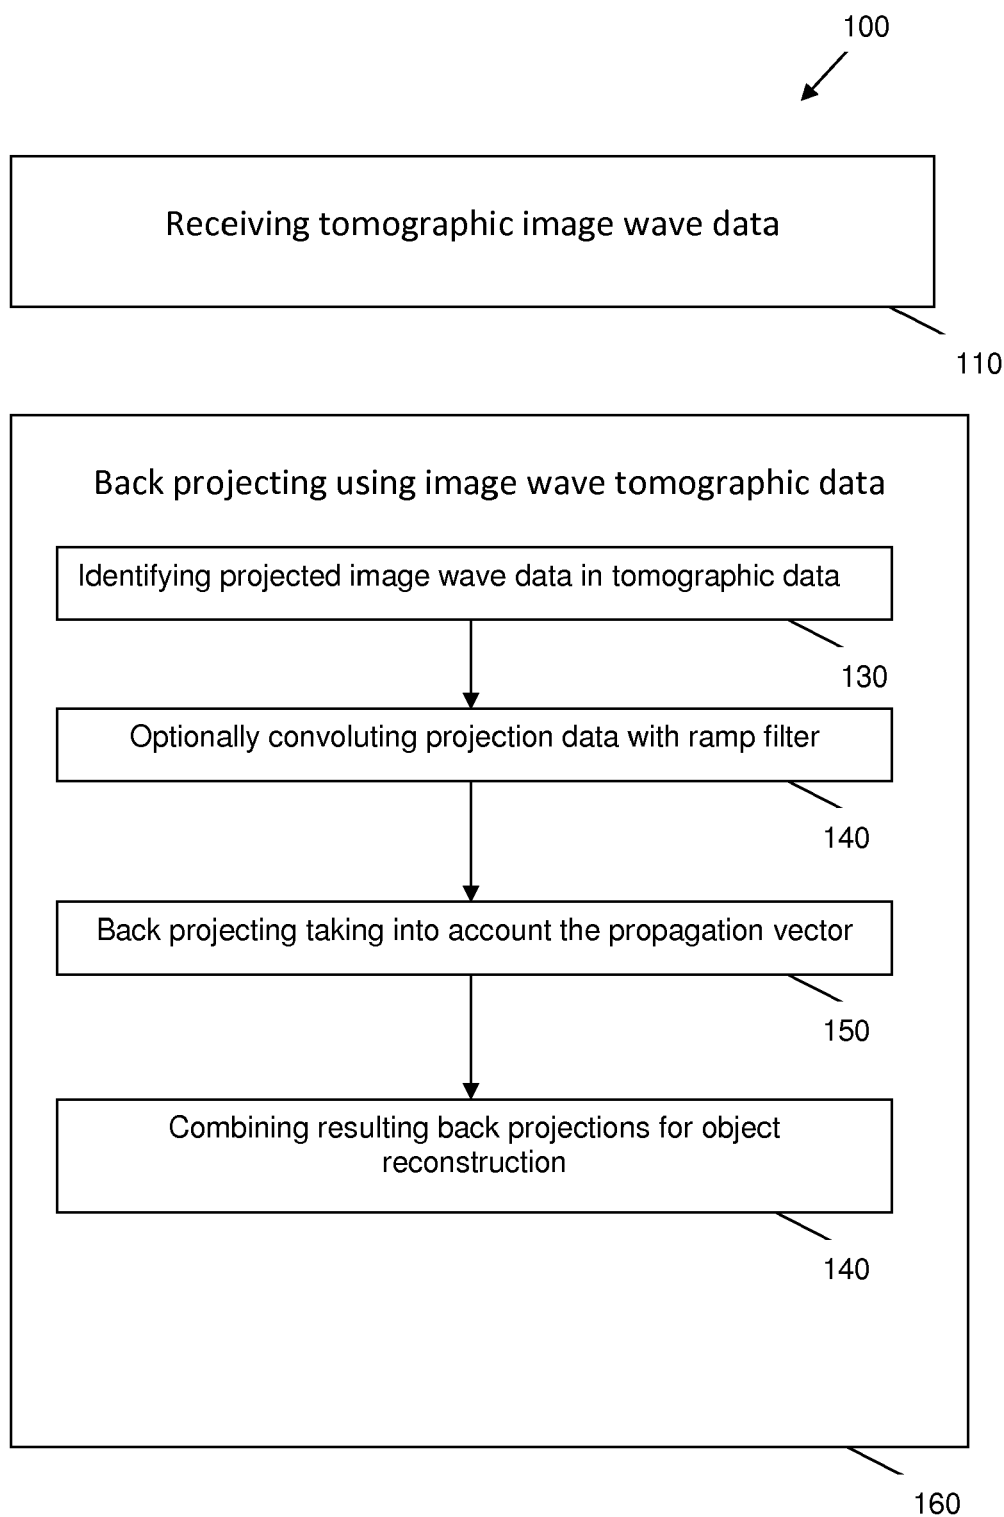 100
Receiving tomographic image wave data
110
Back projecting using image wave tomographic data
Identifying projected image wave data in tomographic data
130
Optionally convoluting projection data with ramp filter
140
Back projecting taking into account the propagation vector
150
Combining resulting back projections for object
reconstruction
140
160